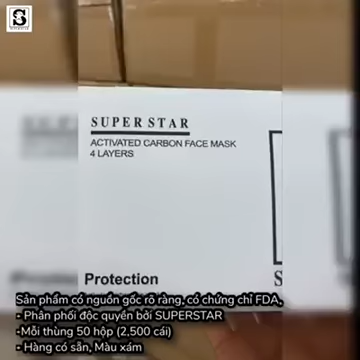 S
SUPER STAR
ACTIVATED CARBON FACE MASK
4 LAYERS
Protection
S
Sản phẩm có nguồn gốc rõ ràng, có chứng chỉ FDA,
- Phân phối độc quyền bởi SUPERSTAR
-Mỗi thùng 50 hộp (2,500 cái)
- Hàng có sẵn, Màu xám